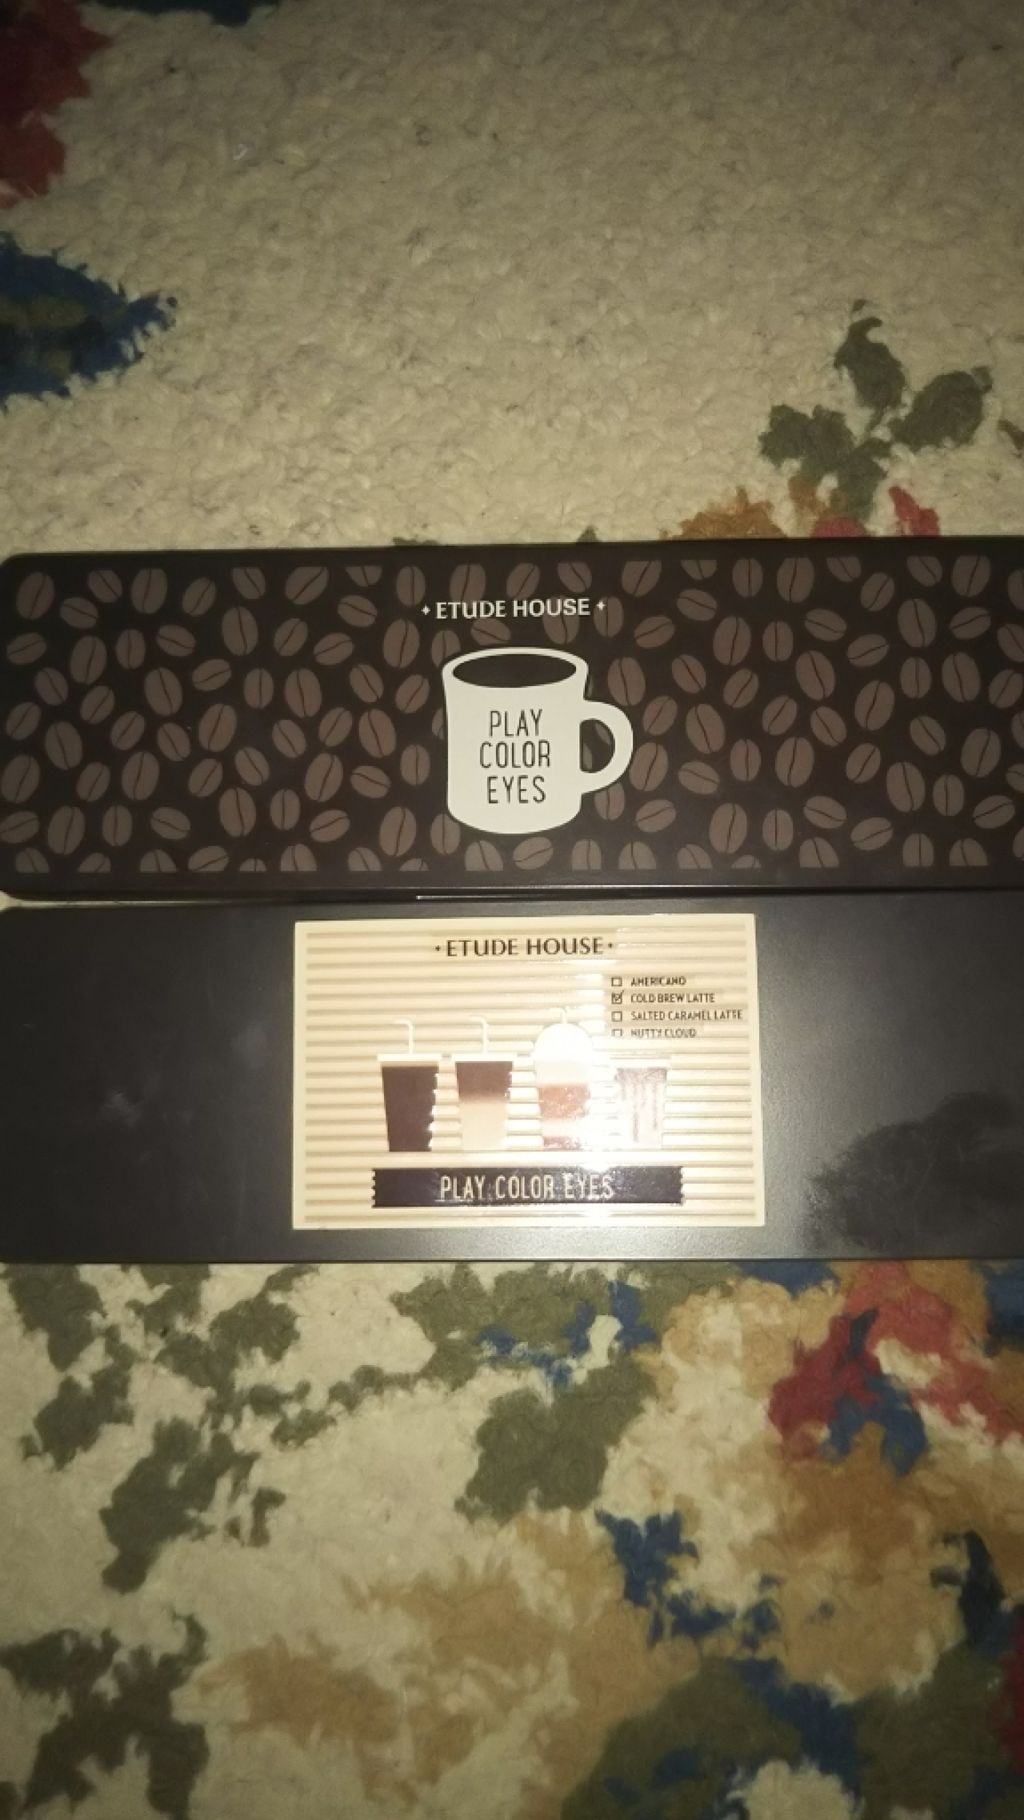 ETUDE HOUSE
PLAY
COLOR
EYES
ETUDE HOUSE
AMERICANO
COLD BREW LATTE
SALTED CARAMEL LATTE
NUTTY CLOUD
PLAY COLOR EYES